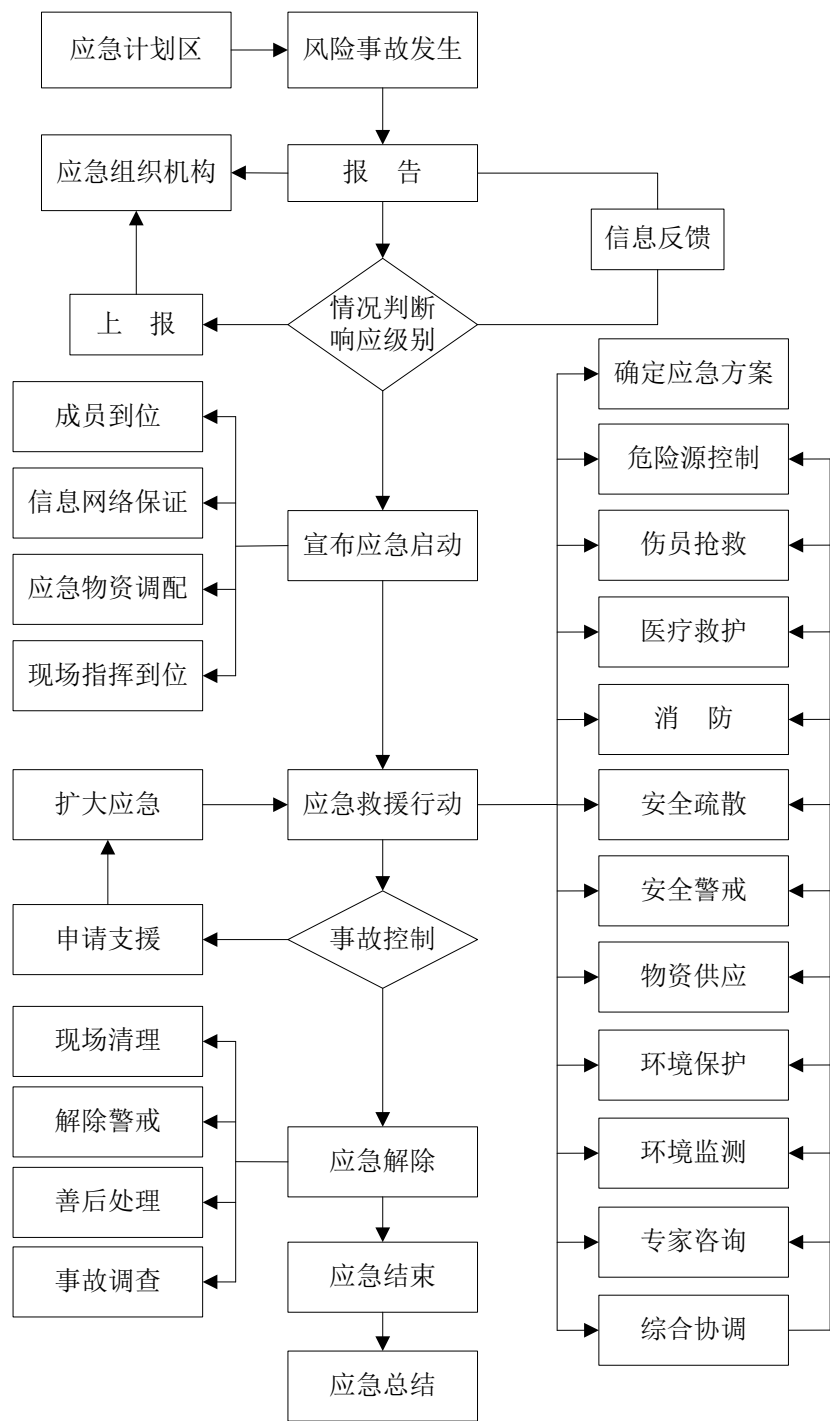 应急计划区
风险事故发生
应急组织机构
报 告
信息反馈
情况判断
响应级别
上 报
确定应急方案
成员到位
危险源控制
信息网络保证
宣布应急启动
伤员抢救
应急物资调配
医疗救护
现场指挥到位
消 防
扩大应急
应急救援行动
安全疏散
安全警戒
申请支援
事故控制
物资供应
现场清理
环境保护
解除警戒
应急解除
环境监测
善后处理
专家咨询
事故调查
应急结束
综合协调
应急总结